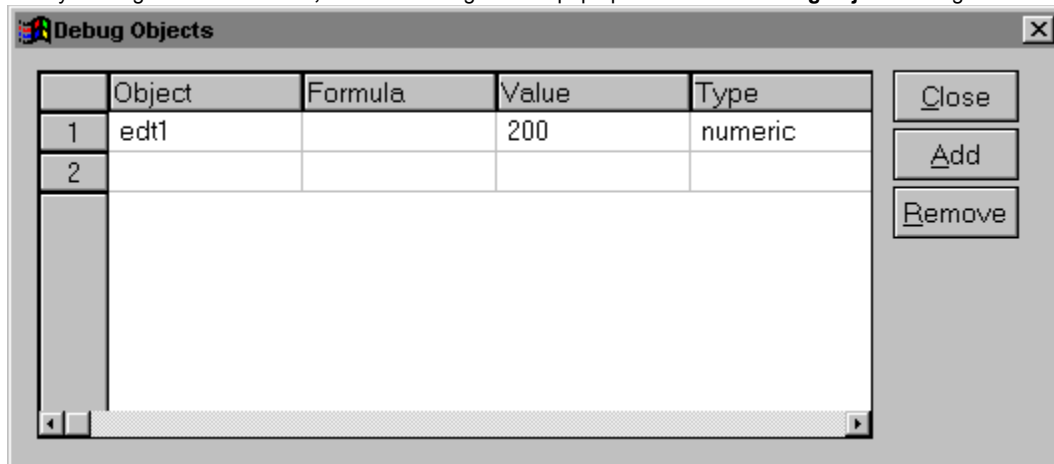 Debug Objects
Object Formula Value Type
1 edt1 200 numeric
2
Close
Add
Remove